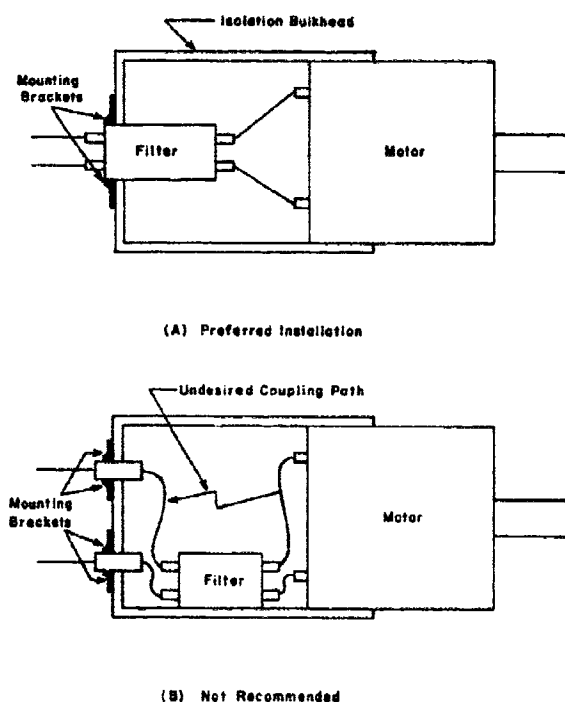 Isolation Bulkhead
Mounting
Brackets
Filter
Motor
(A) Preferred Installation
Undesired Coupling Path
Mounting
Brackets
Motor
Filter
(B) Not Recommended